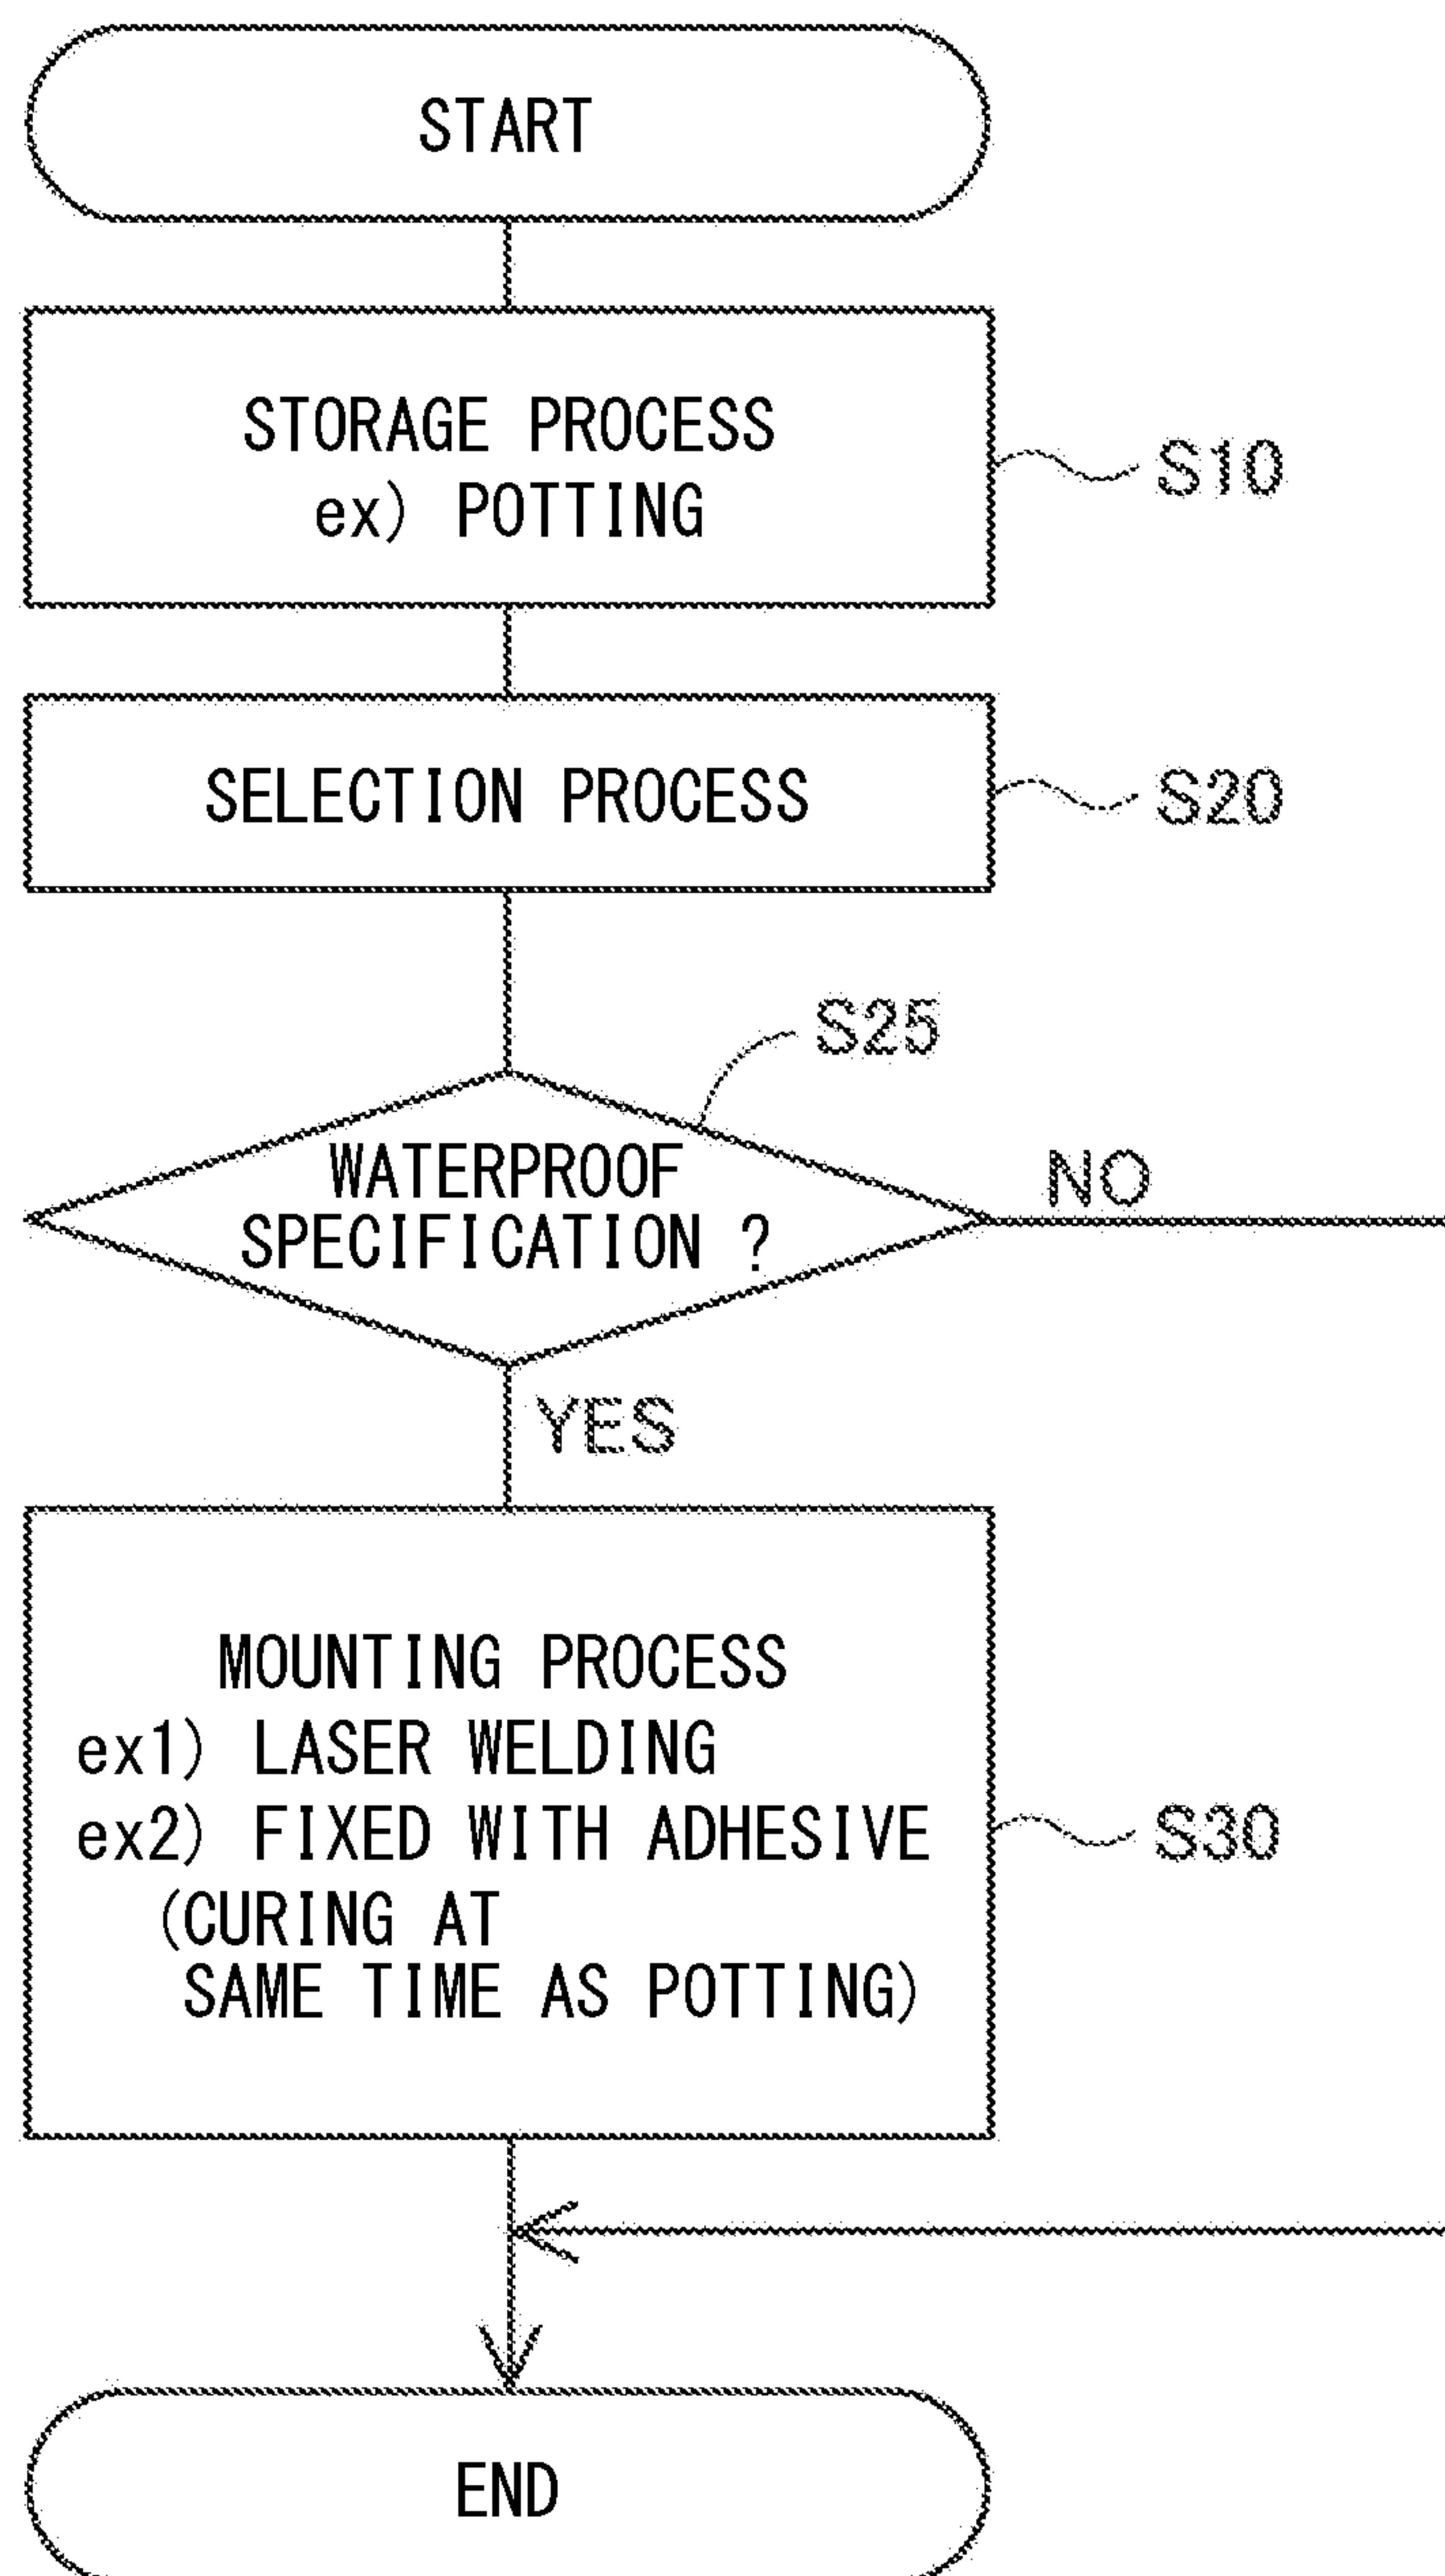 START
STORAGE PROCESS
ex) POTTING
S10
SELECTION PROCESS
S20
S25
WATERPROOF
SPECIFICATION ?
NO
YES
MOUNTING PROCESS
ex1) LASER WELDING
ex2) FIXED WITH ADHESIVE
(CURING AT
SAME TIME AS POTTING)
S30
END